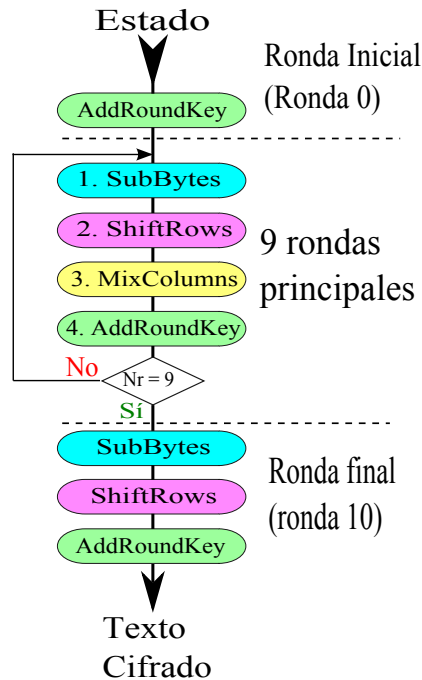 Estado
Ronda Inicial
(Ronda 0)
AddRoundKey
1. SubBytes
2. ShiftRows
3. MixColumns
4. AddRoundKey
9 rondas
principales
No
Nr = 9
Sí
SubBytes
ShiftRows
AddRoundKey
Ronda final
(ronda 10)
Texto
Cifrado